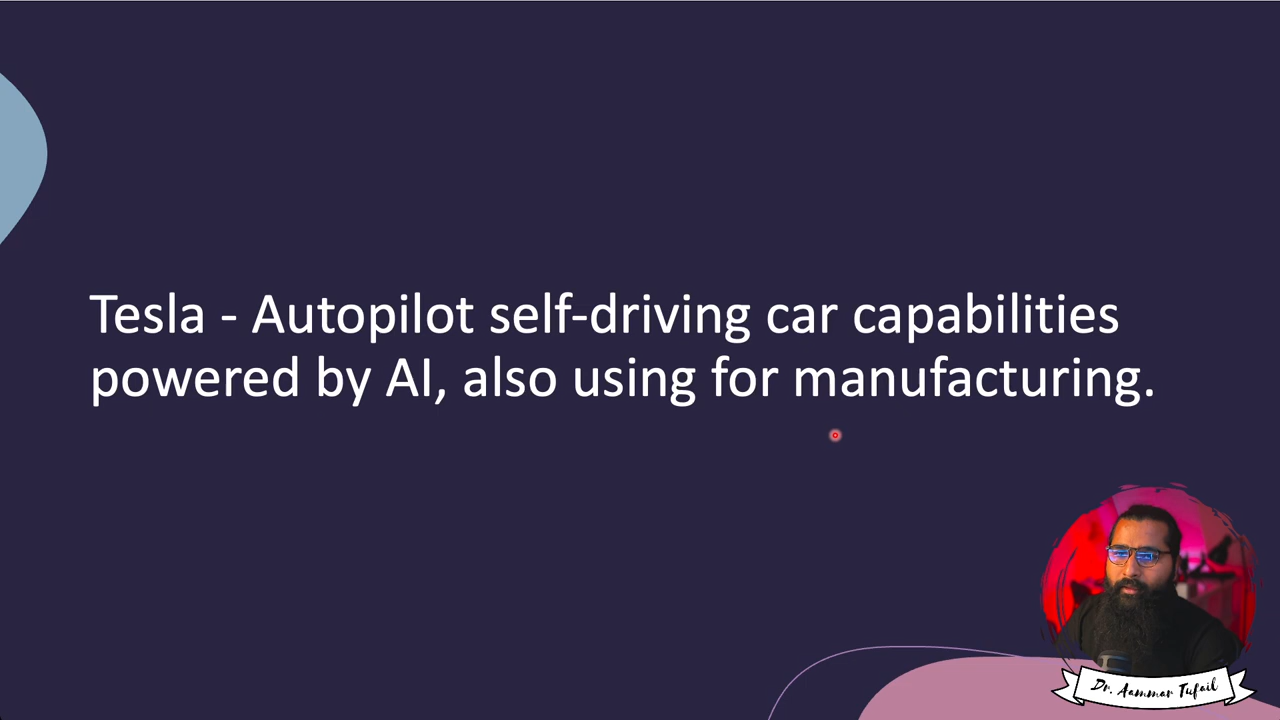 Tesla - Autopilot self-driving car capabilities
powered by AI, also using for manufacturing.
Dr. Aammar Tufail